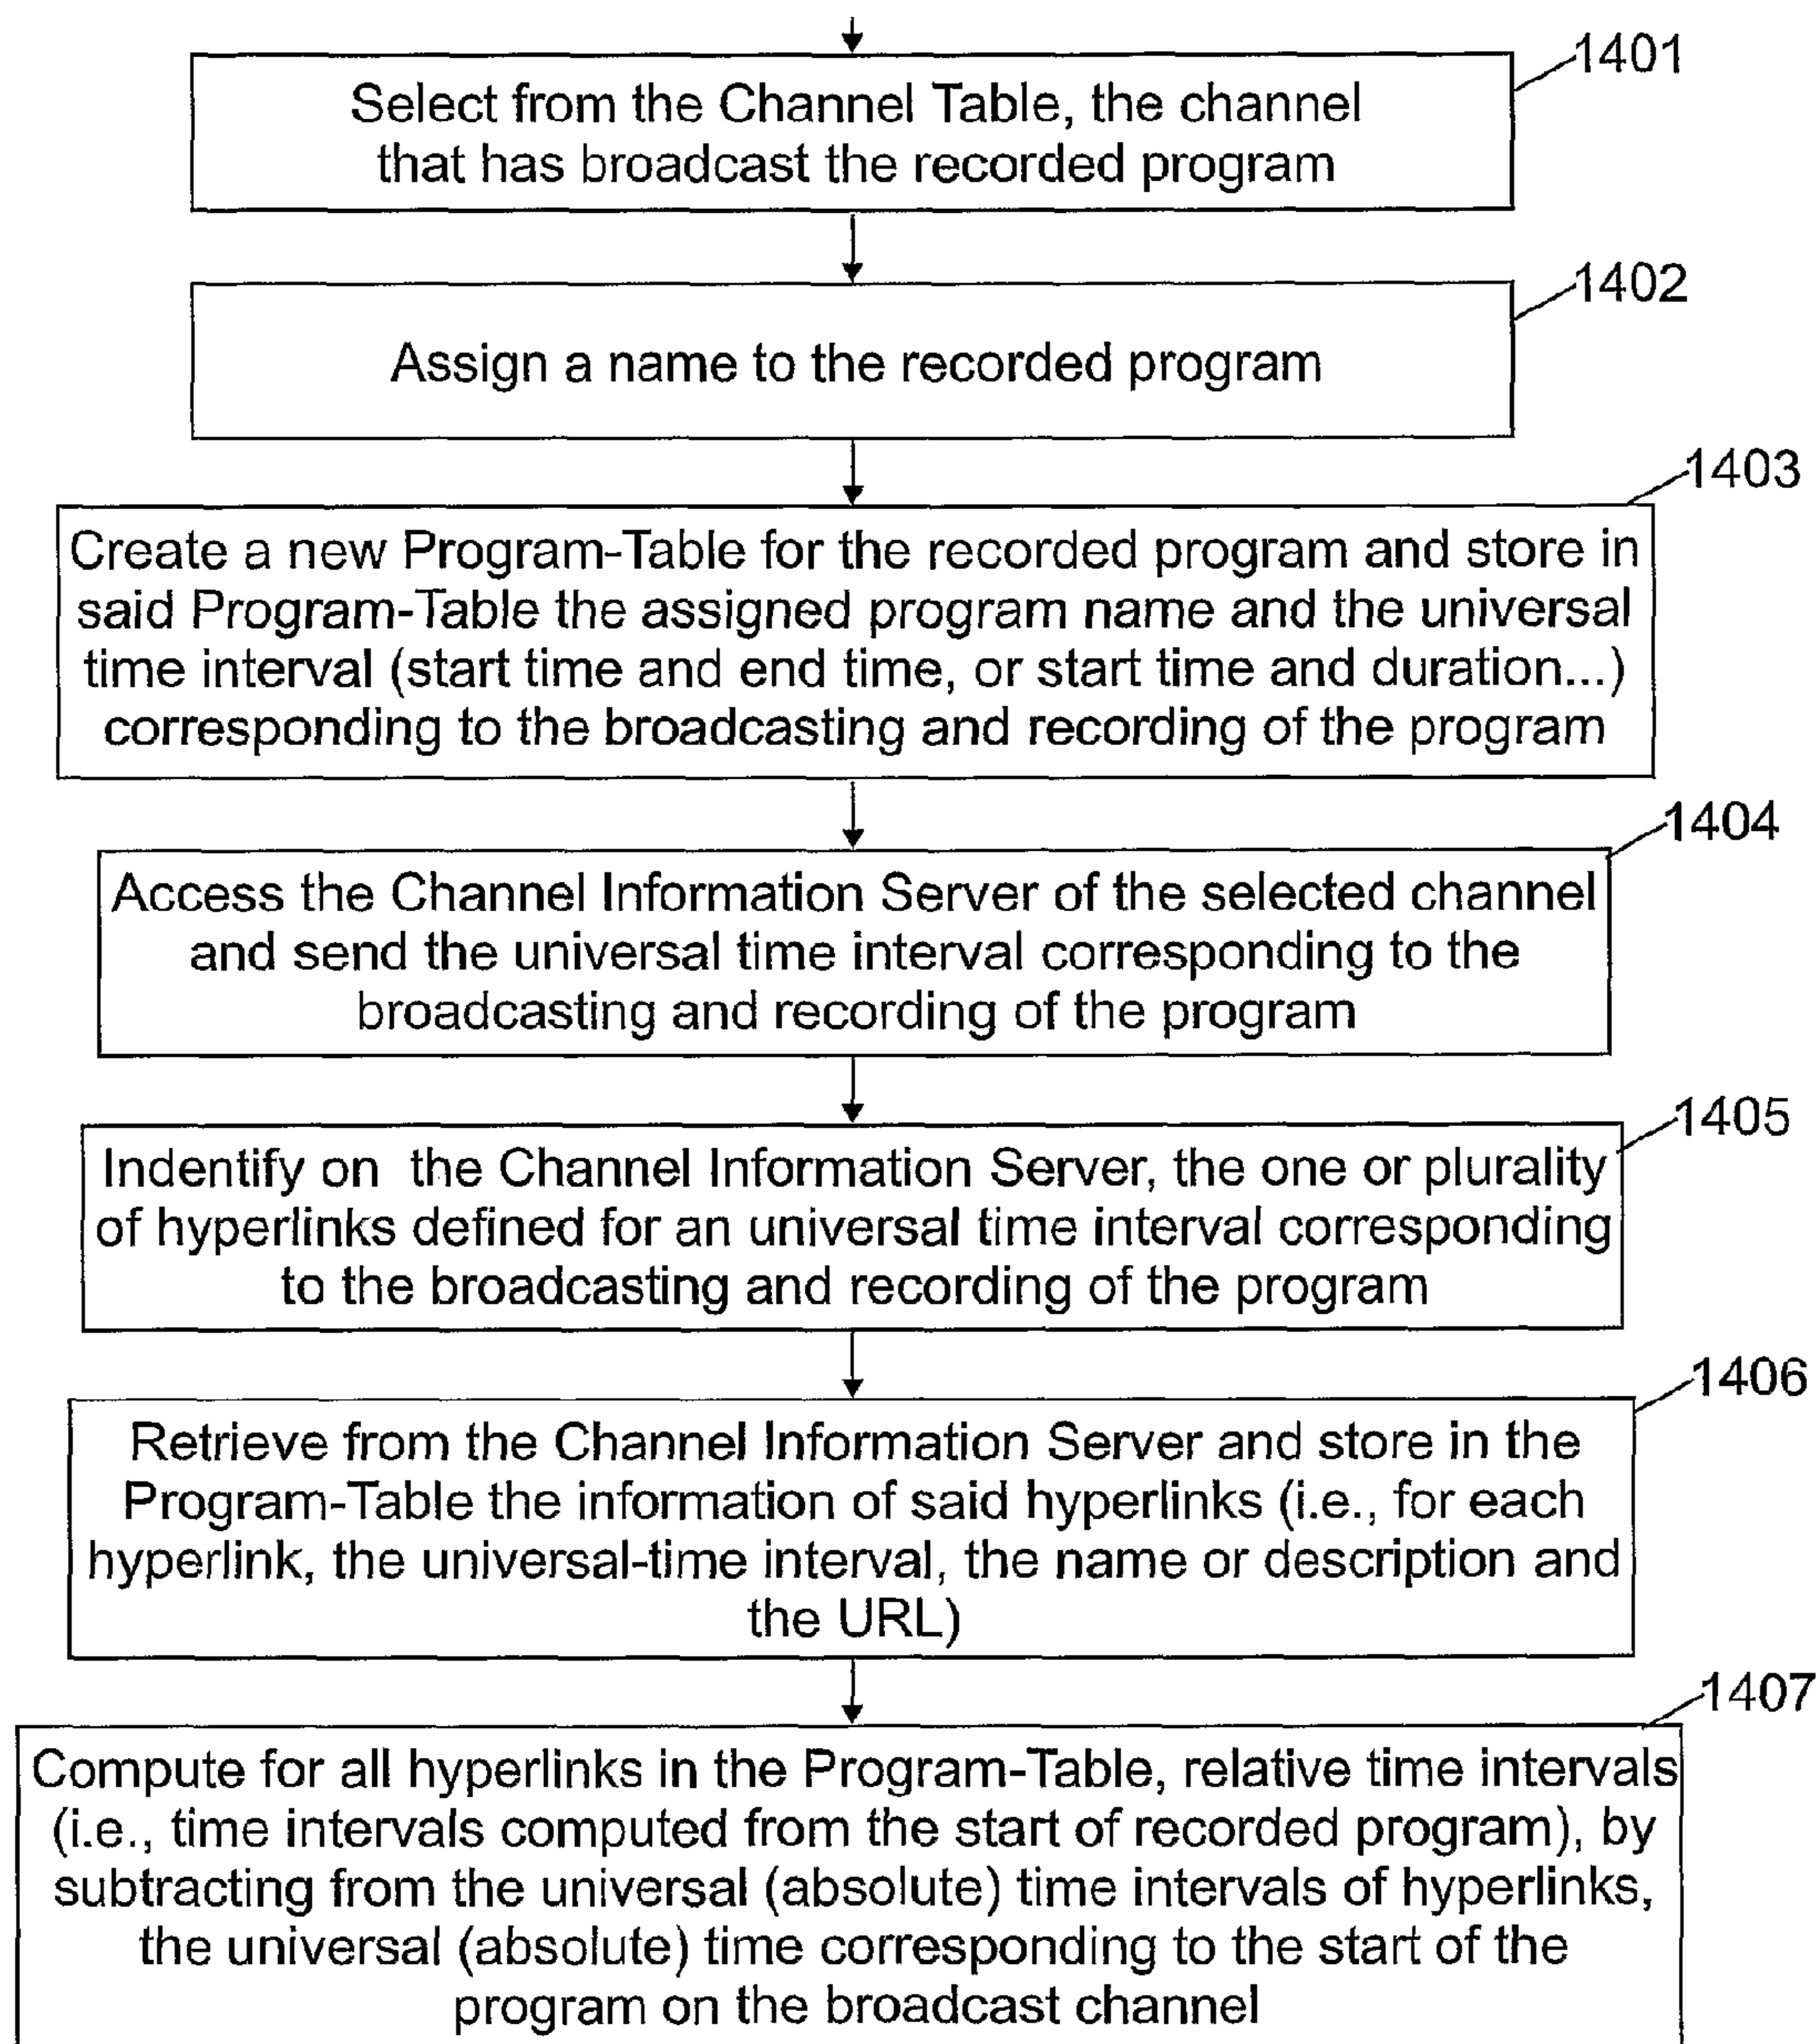 1401
Select from the Channel Table, the channel
that has broadcast the recorded program
1402
Assign a name to the recorded program
1403
Create a new Program-Table for the recorded program and store in
said Program-Table the assigned program name and the universal
time interval (start time and end time, or start time and duration...)
corresponding to the broadcasting and recording of the program
1404
Access the Channel Information Server of the selected channel
and send the universal time interval corresponding to the
broadcasting and recording of the program
1405
Indentify on the Channel Information Server, the one or plurality
of hyperlinks defined for an universal time interval corresponding
to the broadcasting and recording of the program
1406
Retrieve from the Channel Information Server and store in the
Program-Table the information of said hyperlinks (i.e., for each
hyperlink, the universal-time interval, the name or description and
the URL)
1407
Compute for all hyperlinks in the Program-Table, relative time intervals
(i.e., time intervals computed from the start of recorded program), by
subtracting from the universal (absolute) time intervals of hyperlinks,
the universal (absolute) time corresponding to the start of the
program on the broadcast channel